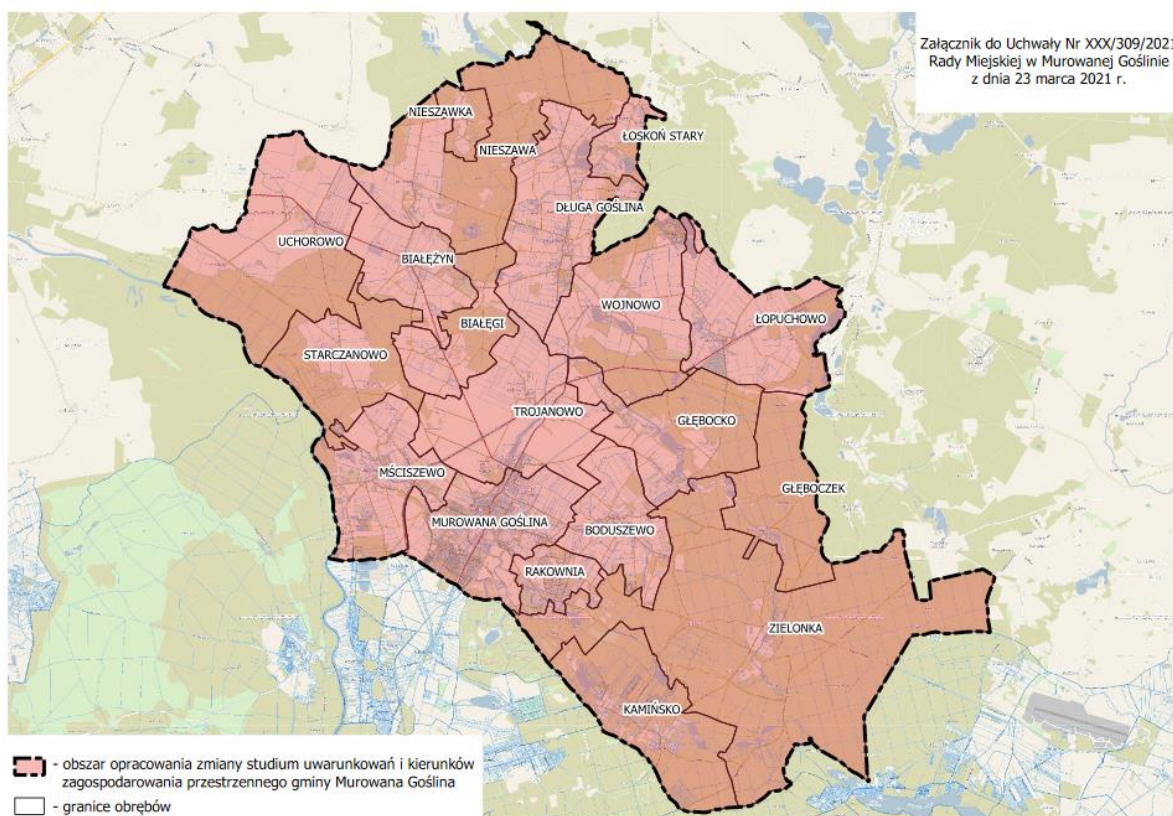 Załącznik do Uchwały Nr XXX/309/2021
Rady Miejskiej w Murowanej Goślinie
z dnia 23 marca 2021 r.
NIESZAWKA
NIESZAWA
ŁOSKOŃ STARY
DŁUGA GOŚLINA
UCHOROWO
BIAŁĘŻYN
WOJNOWO
ŁOPUCHOWO
BIAŁĘGI
STARCZANOWO
TROJANOWO
GŁĘBOCKO
MŚCISZEWO
GŁĘBOCZEK
MUROWANA GOŚLINA
BODUSZEWO
RAKOWNIA
ZIELONKA
KAMIŃSKO
- obszar opracowania zmiany studium uwarunkowań i kierunków
zagospodarowania przestrzennego gminy Murowana Goślina
- granice obrębów